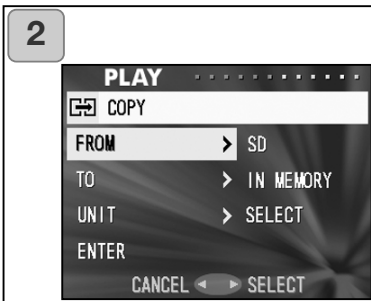 2
PLAY
COPY
FROM > SD
TO > IN MEMORY
UNIT > SELECT
ENTER
CANCEL ◀ ▶ SELECT